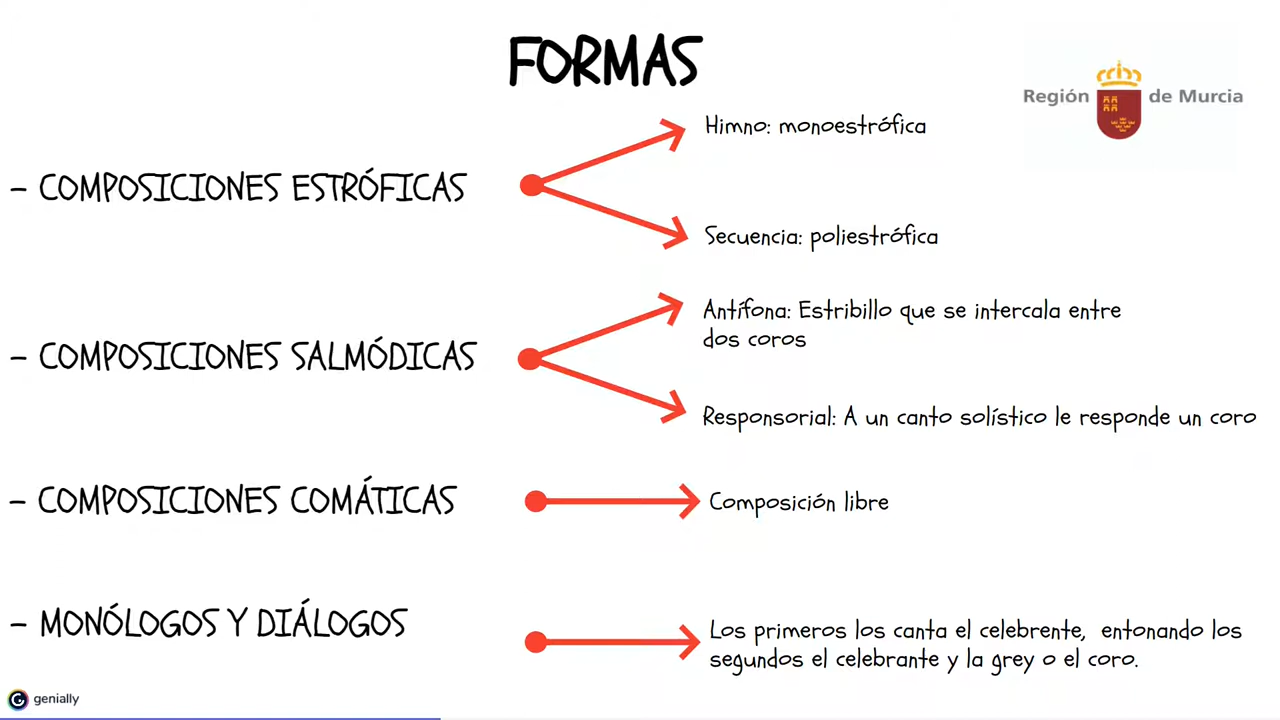 FORMAS
Región de Murcia
- COMPOSICIONES ESTRÓFICAS
Himno: monoestrófica
Secuencia: poliestrófica
- COMPOSICIONES SALMÓDICAS
Antífona: Estribillo que se intercala entre
dos coros
Responsorial: A un canto solístico le responde un coro
- COMPOSICIONES COMÁTICAS
Composición libre
- MONÓLOGOS Y DIÁLOGOS
Los primeros los canta el celebrente, entonando los
segundos el celebrante y la grey o el coro.
genially